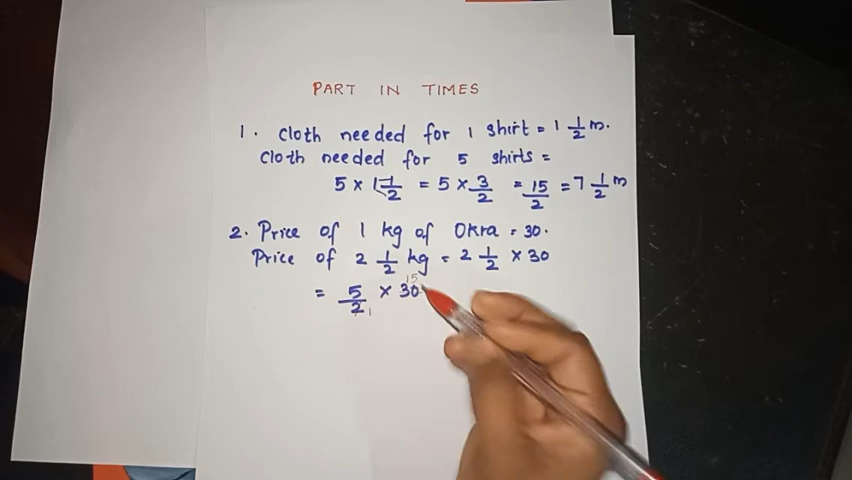 PART IN TIMES
1. Cloth needed for 1 shirt = 1 1/2 m.
Cloth needed for 5 shirts =
5 × 1 1/2 = 5 × 3/2 = 15/2 = 7 1/2 m
2. Price of 1 kg of Okra = 30.
Price of 2 1/2 kg = 2 1/2 × 30
15
= 5/2 × 30
1